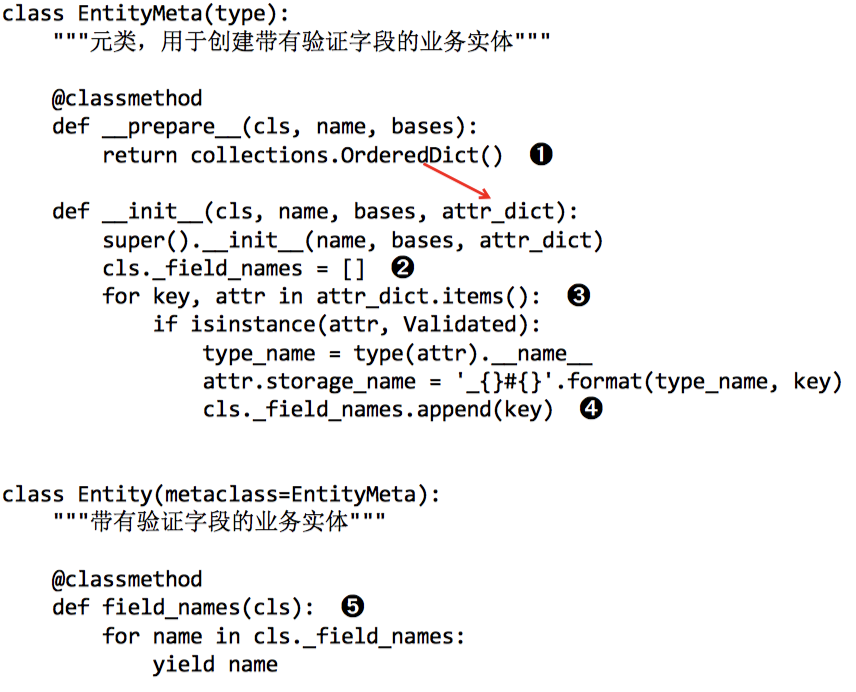 class EntityMeta(type):
    """元类，用于创建带有验证字段的业务实体"""
    @classmethod
    def __prepare__(cls, name, bases):
        return collections.OrderedDict() ❶
    def __init__(cls, name, bases, attr_dict):
        super().__init__(name, bases, attr_dict)
        cls._field_names = [] ❷
        for key, attr in attr_dict.items(): ❸
            if isinstance(attr, Validated):
                type_name = type(attr).__name__
                attr.storage_name = '_{}#{}'.format(type_name, key)
                cls._field_names.append(key) ❹
class Entity(metaclass=EntityMeta):
    """带有验证字段的业务实体"""
    @classmethod
    def field_names(cls): ❺
        for name in cls._field_names:
            yield name